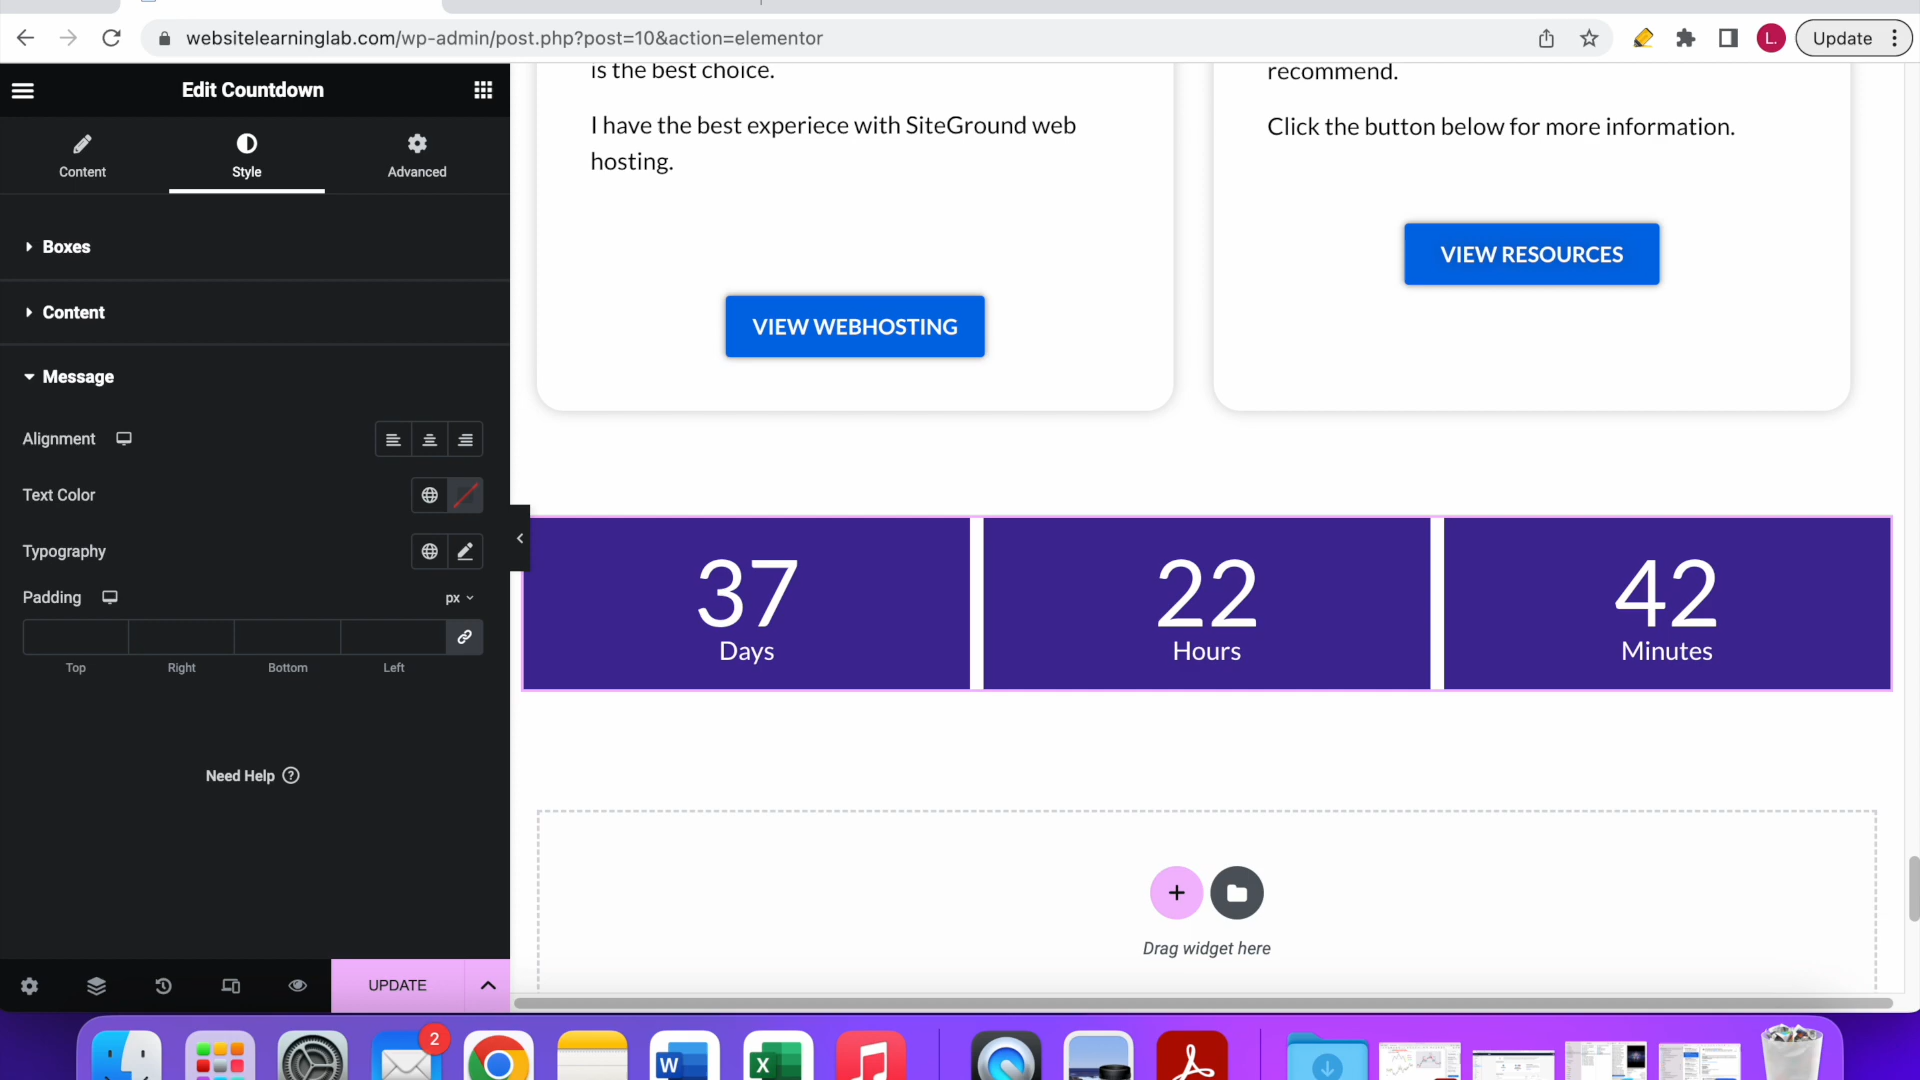 websitelearninglab.com/wp-admin/post.php?post=10&action=elementor
L.
Update
Edit Countdown
Content
Style
Advanced
Boxes
Content
Message
Alignment
Text Color
Typography
Padding
px
Top
Right
Bottom
Left
Need Help ?
UPDATE
is the best choice.
I have the best experiece with SiteGround web
hosting.
VIEW WEBHOSTING
recommend.
Click the button below for more information.
VIEW RESOURCES
37
Days
22
Hours
42
Minutes
+
Drag widget here
2
W
X